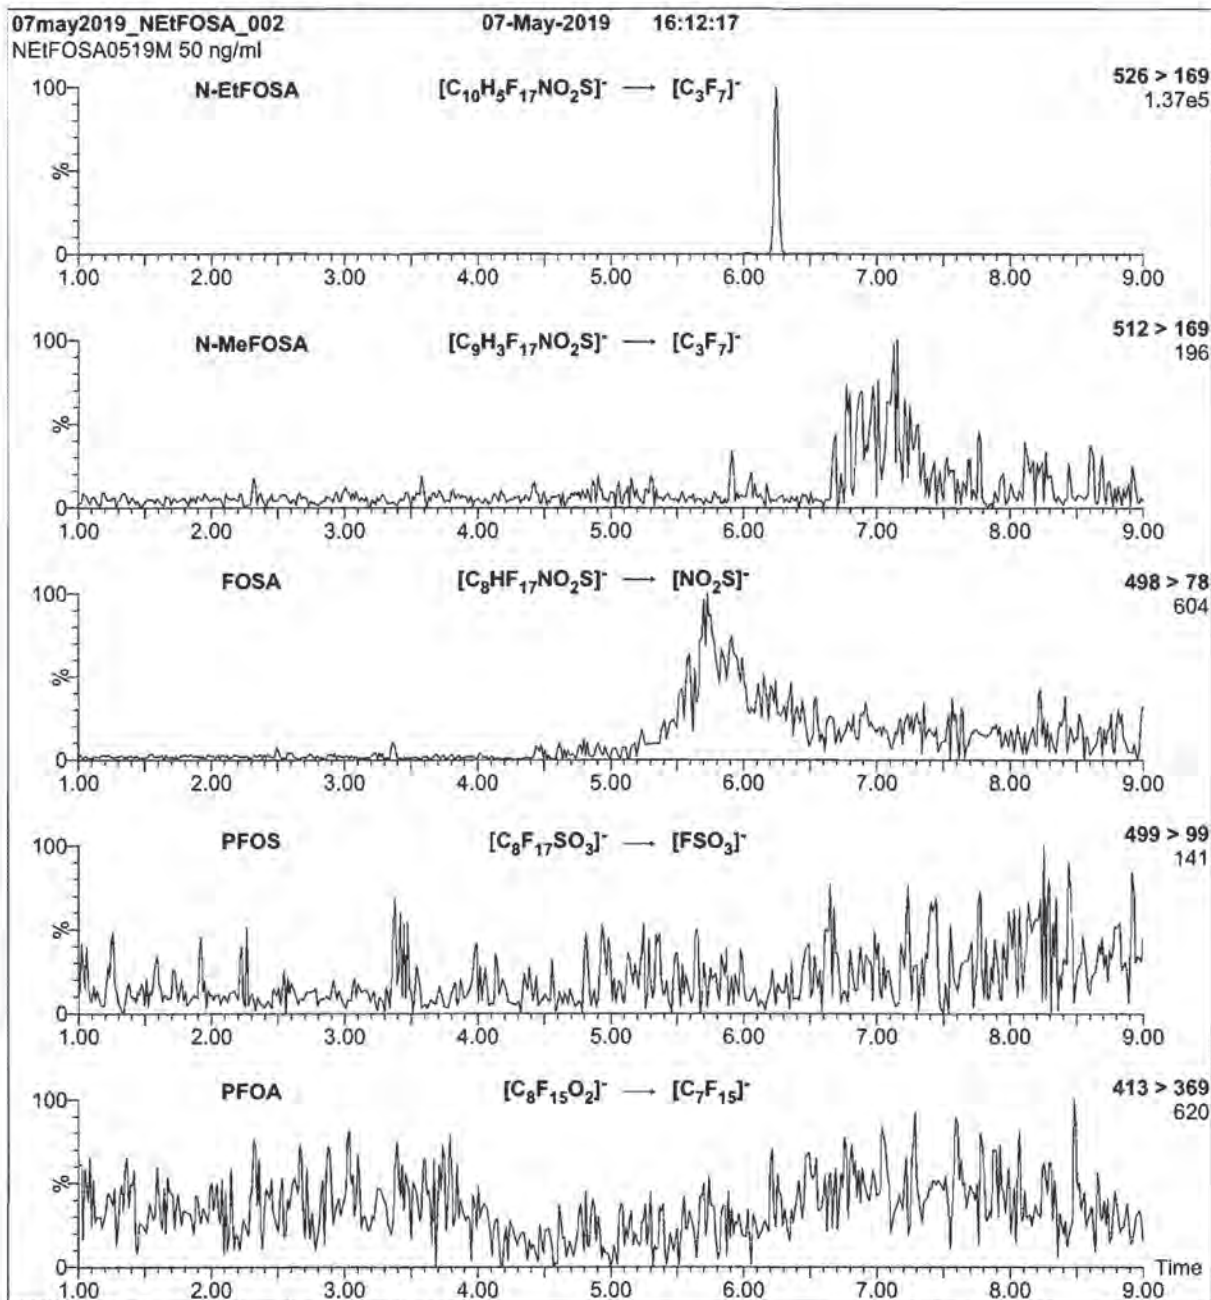 07may2019_NEtFOSA_002 07-May-2019 16:12:17
NEtFOSA0519M 50 ng/ml
N-EtFOSA [C₁₀H₅F₁₇NO₂S]⁻ → [C₃F₇]⁻ 526 > 169
1.37e5
100
%
0
1.00 2.00 3.00 4.00 5.00 6.00 7.00 8.00 9.00
N-MeFOSA [C₉H₃F₁₇NO₂S]⁻ → [C₃F₇]⁻ 512 > 169
196
100
%
0
1.00 2.00 3.00 4.00 5.00 6.00 7.00 8.00 9.00
FOSA [C₈HF₁₇NO₂S]⁻ → [NO₂S]⁻ 498 > 78
604
100
%
0
1.00 2.00 3.00 4.00 5.00 6.00 7.00 8.00 9.00
PFOS [C₈F₁₇SO₃]⁻ → [FSO₃]⁻ 499 > 99
141
100
%
0
1.00 2.00 3.00 4.00 5.00 6.00 7.00 8.00 9.00
PFOA [C₈F₁₅O₂]⁻ → [C₇F₁₅]⁻ 413 > 369
620
100
%
0 Time
1.00 2.00 3.00 4.00 5.00 6.00 7.00 8.00 9.00